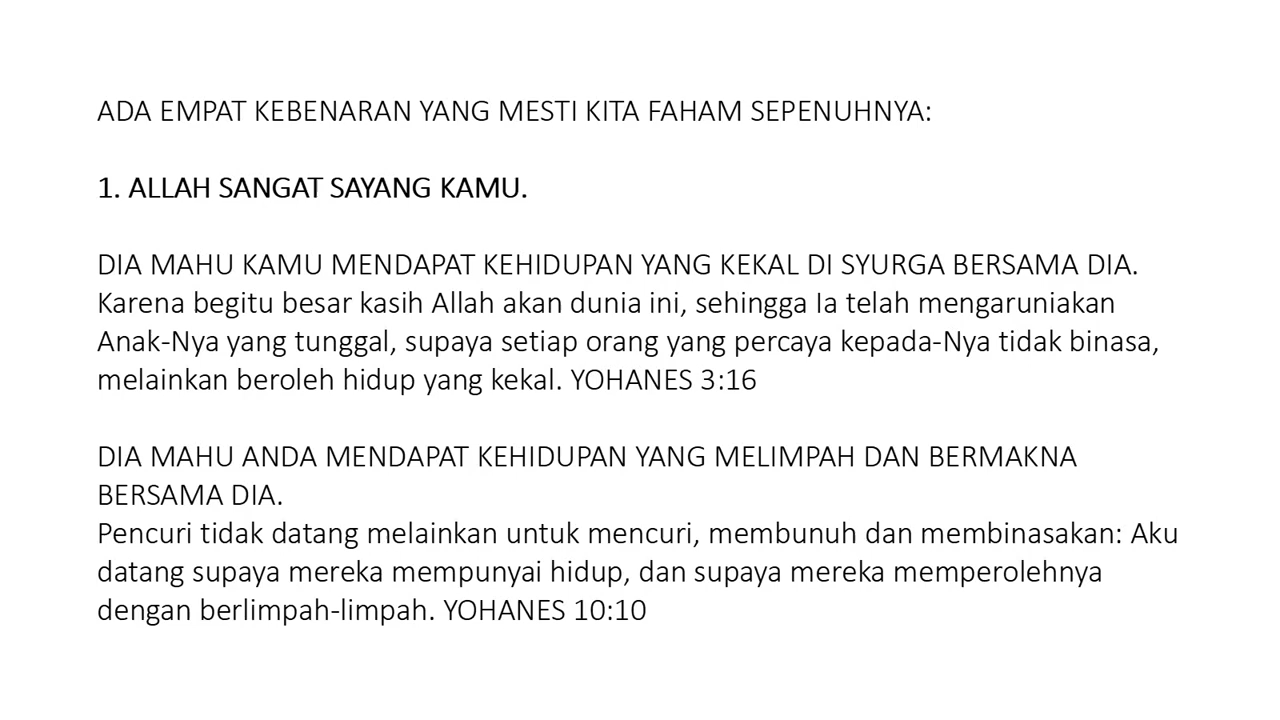 ADA EMPAT KEBENARAN YANG MESTI KITA FAHAM SEPENUHNYA:
1. ALLAH SANGAT SAYANG KAMU.
DIA MAHU KAMU MENDAPAT KEHIDUPAN YANG KEKAL DI SYURGA BERSAMA DIA.
Karena begitu besar kasih Allah akan dunia ini, sehingga Ia telah mengaruniakan
Anak-Nya yang tunggal, supaya setiap orang yang percaya kepada-Nya tidak binasa,
melainkan beroleh hidup yang kekal. YOHANES 3:16
DIA MAHU ANDA MENDAPAT KEHIDUPAN YANG MELIMPAH DAN BERMAKNA
BERSAMA DIA.
Pencuri tidak datang melainkan untuk mencuri, membunuh dan membinasakan: Aku
datang supaya mereka mempunyai hidup, dan supaya mereka memperolehnya
dengan berlimpah-limpah. YOHANES 10:10